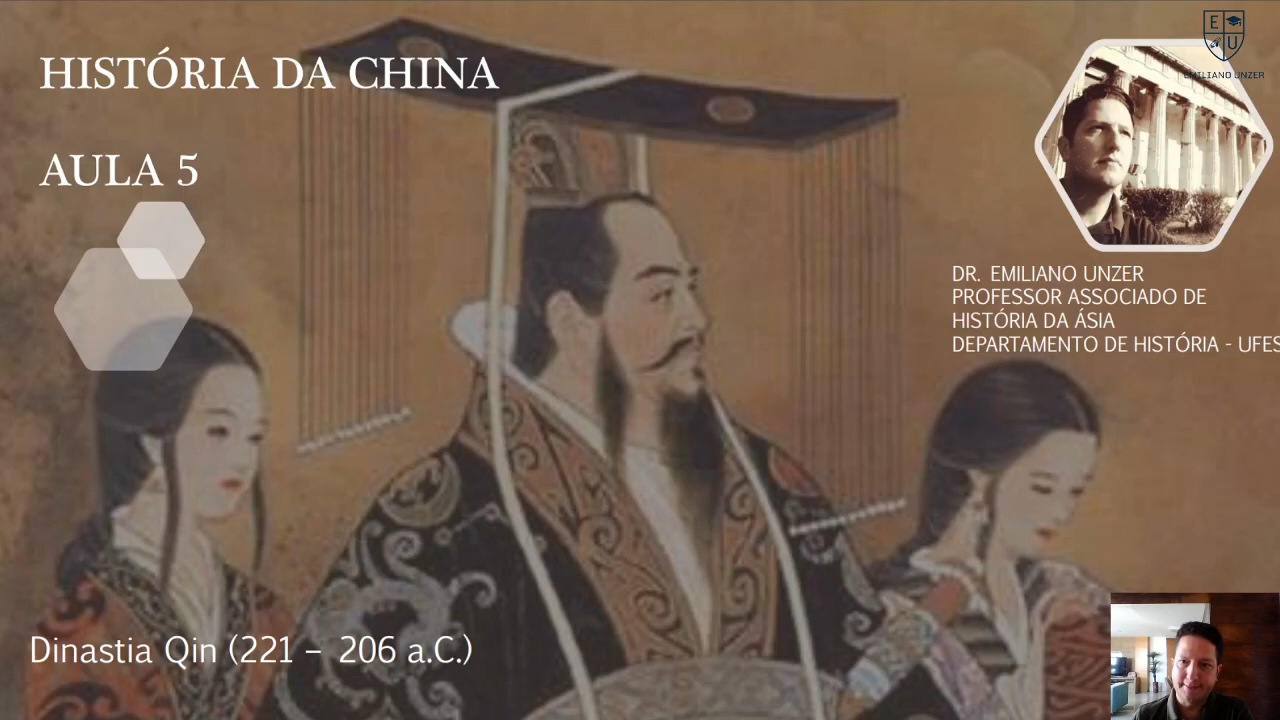 HISTÓRIA DA CHINA
AULA 5
E
U
EMILIANO UNZER
DR. EMILIANO UNZER
PROFESSOR ASSOCIADO DE
HISTÓRIA DA ÁSIA
DEPARTAMENTO DE HISTÓRIA - UFES
Dinastia Qin (221 – 206 a.C.)